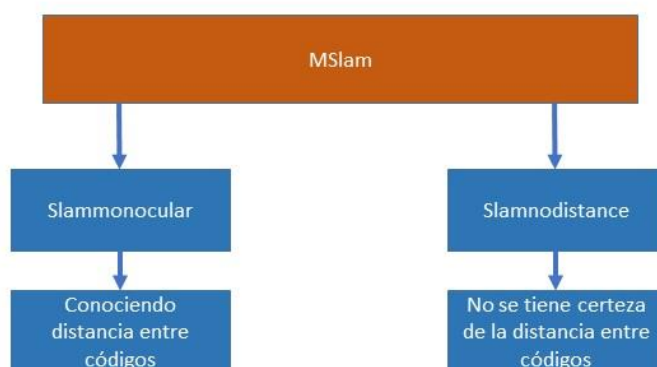 MSlam
Slammonocular
Slamnodistance
Conociendo
distancia entre
códigos
No se tiene certeza
de la distancia entre
códigos